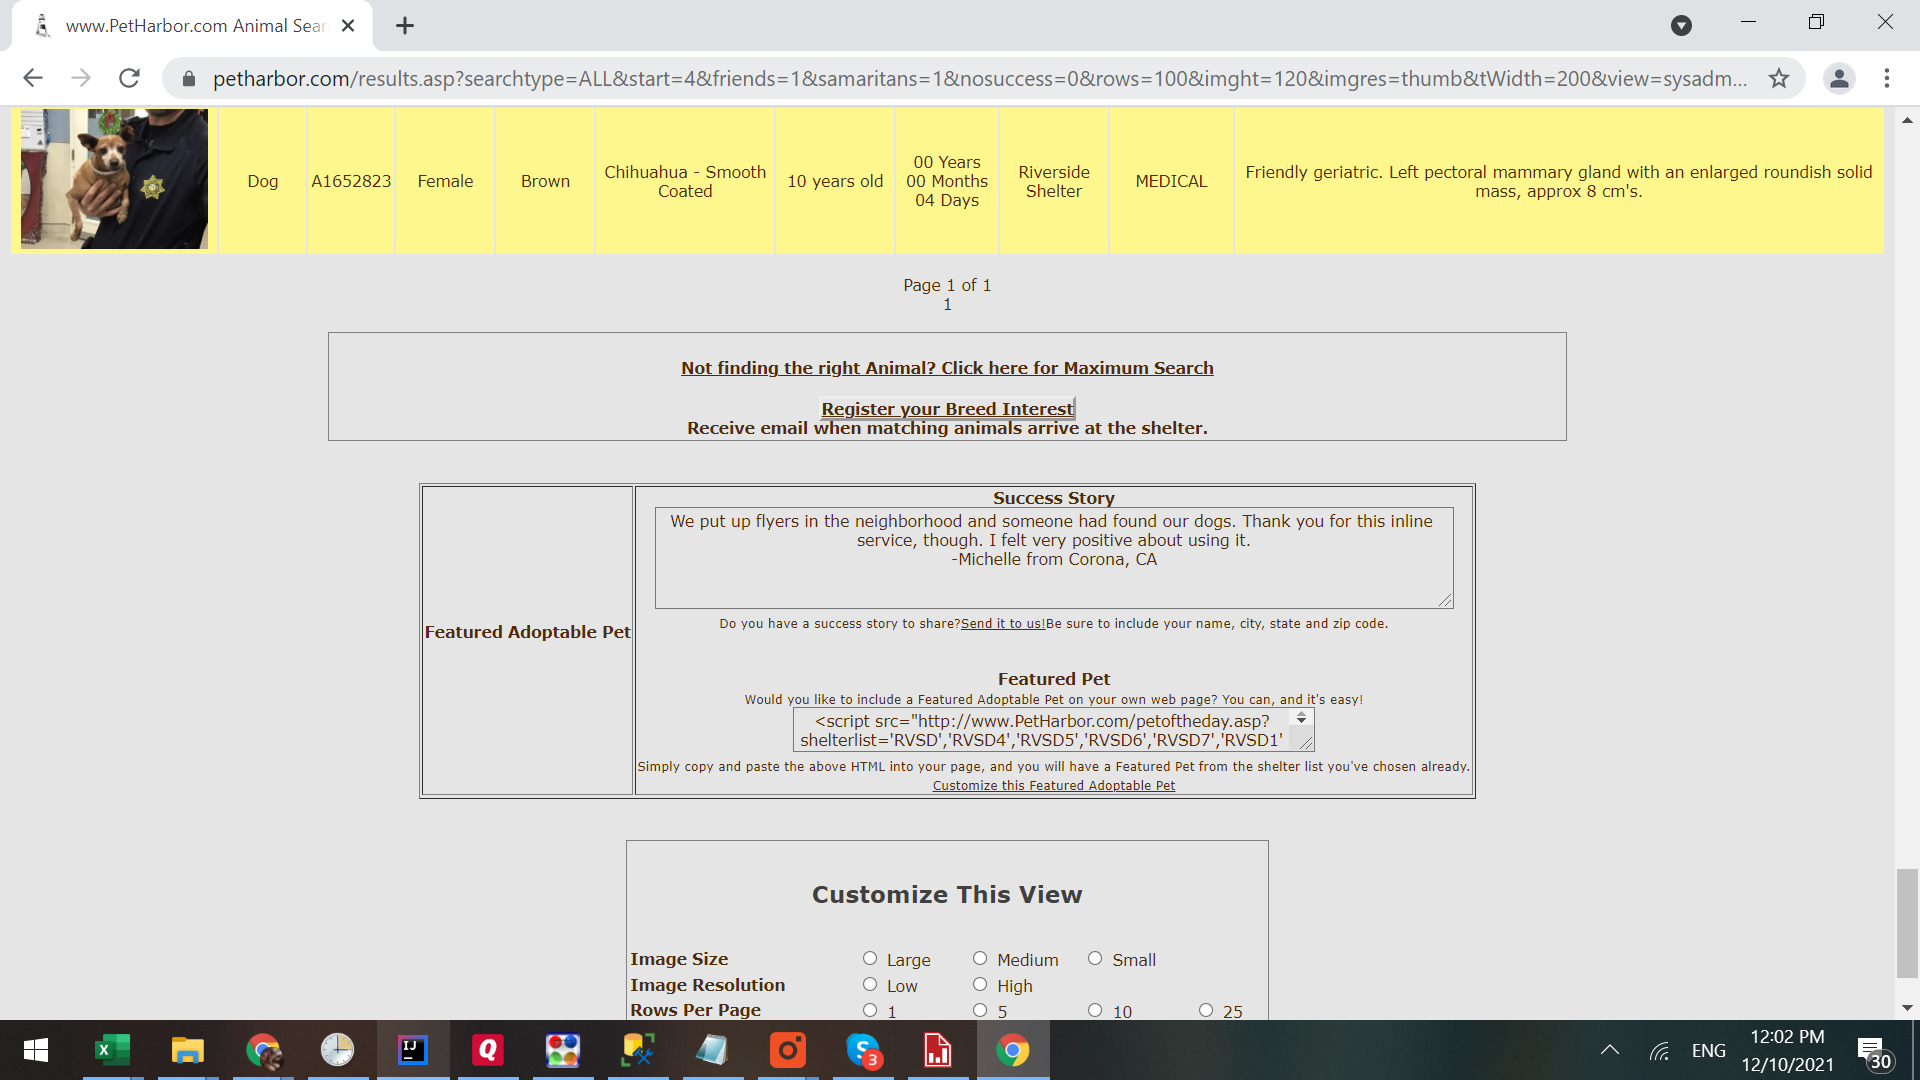 www.PetHarbor.com Animal Sear
petharbor.com/results.asp?searchtype=ALL&start=4&friends=1&samaritans=1&nosuccess=0&rows=100&imght=120&imgres=thumb&tWidth=200&view=sysadm...
Dog
A1652823
Female
Brown
Chihuahua - Smooth
Coated
10 years old
00 Years
00 Months
04 Days
Riverside
Shelter
MEDICAL
Friendly geriatric. Left pectoral mammary gland with an enlarged roundish solid
mass, approx 8 cm's.
Page 1 of 1
1
Not finding the right Animal? Click here for Maximum Search
Register your Breed Interest
Receive email when matching animals arrive at the shelter.
Featured Adoptable Pet
Success Story
We put up flyers in the neighborhood and someone had found our dogs. Thank you for this inline
service, though. I felt very positive about using it.
-Michelle from Corona, CA
Do you have a success story to share?Send it to us!Be sure to include your name, city, state and zip code.
Featured Pet
Would you like to include a Featured Adoptable Pet on your own web page? You can, and it's easy!
<script src="http://www.PetHarbor.com/petoftheday.asp?
shelterlist='RVSD','RVSD4','RVSD5','RVSD6','RVSD7','RVSD1'
Simply copy and paste the above HTML into your page, and you will have a Featured Pet from the shelter list you've chosen already.
Customize this Featured Adoptable Pet
Customize This View
Image Size Large Medium Small
Image Resolution Low High
Rows Per Page 1 5 10 25
X
IJ
Q
S 3
ENG
12:02 PM
12/10/2021
30